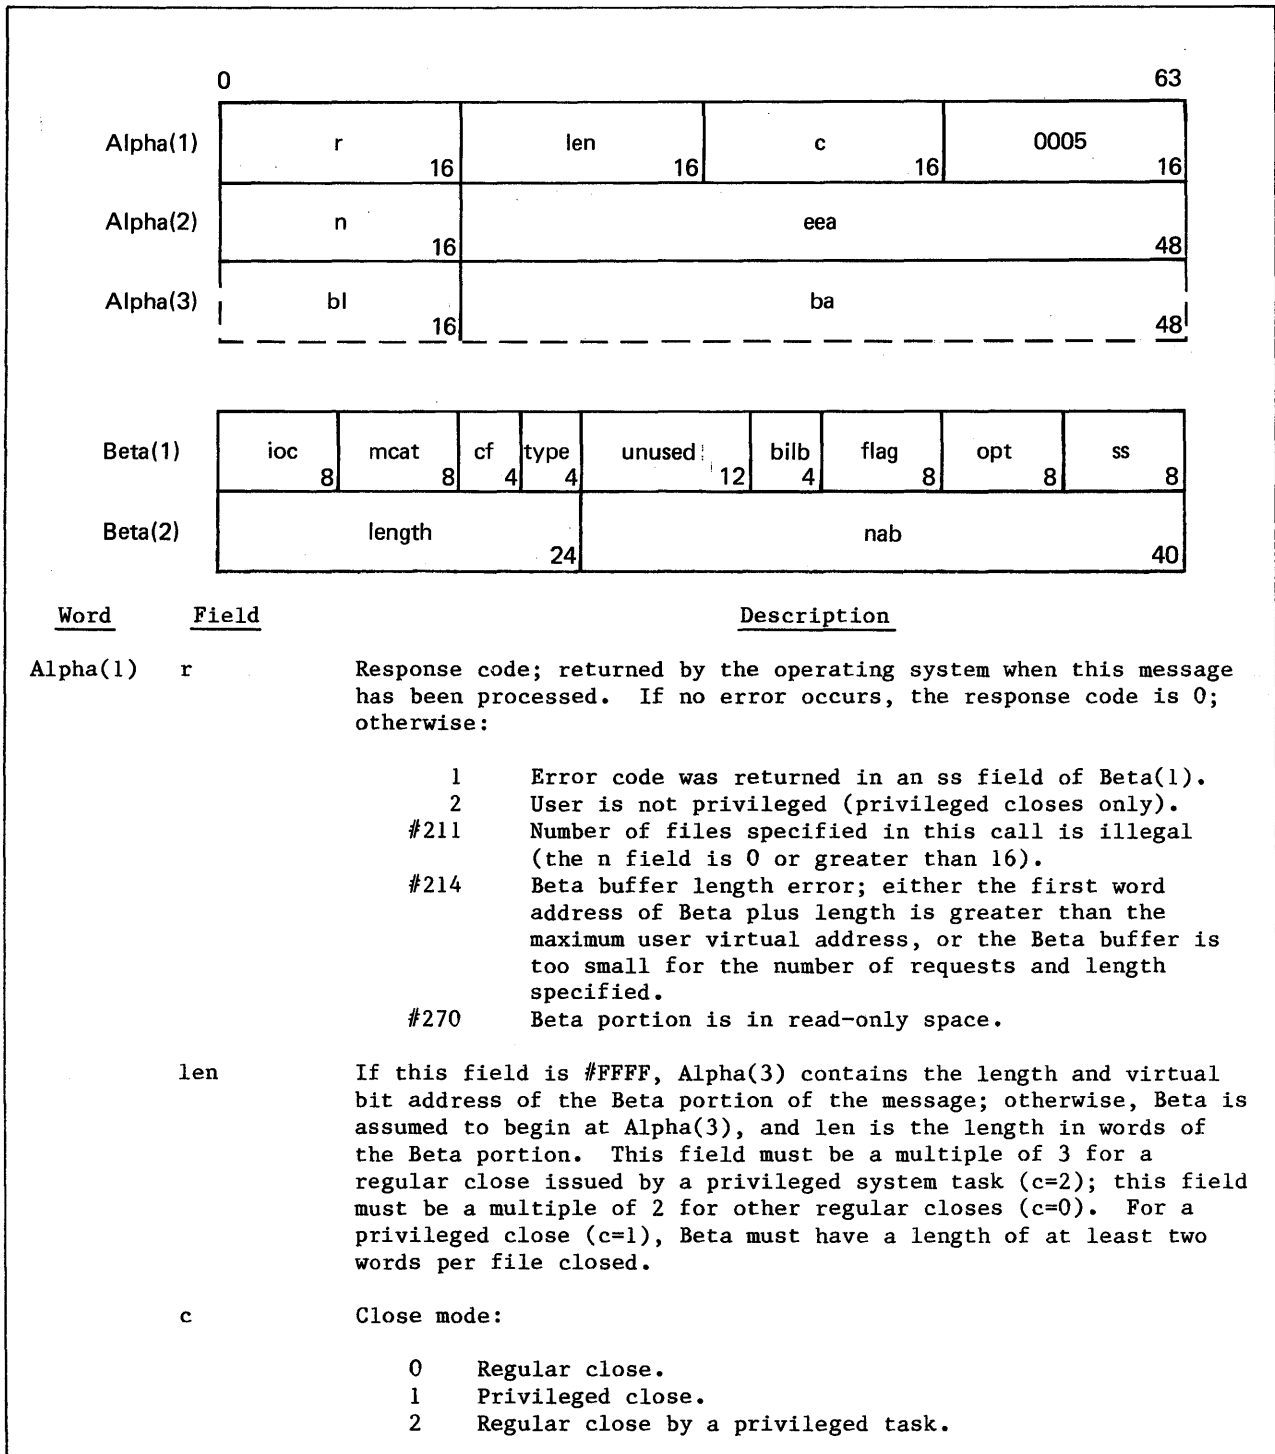 0 63
Alpha(1) r 16 len 16 c 16 0005 16
Alpha(2) n 16 eea 48
Alpha(3) bl 16 ba 48
Beta(1) ioc 8 mcat 8 cf 4 type 4 unused 12 bilb 4 flag 8 opt 8 ss 8
Beta(2) length 24 nab 40
Word Field Description
Alpha(1) r Response code; returned by the operating system when this message
has been processed. If no error occurs, the response code is 0;
otherwise:
1 Error code was returned in an ss field of Beta(1).
2 User is not privileged (privileged closes only).
#211 Number of files specified in this call is illegal
(the n field is 0 or greater than 16).
#214 Beta buffer length error; either the first word
address of Beta plus length is greater than the
maximum user virtual address, or the Beta buffer is
too small for the number of requests and length
specified.
#270 Beta portion is in read-only space.
len If this field is #FFFF, Alpha(3) contains the length and virtual
bit address of the Beta portion of the message; otherwise, Beta is
assumed to begin at Alpha(3), and len is the length in words of
the Beta portion. This field must be a multiple of 3 for a
regular close issued by a privileged system task (c=2); this field
must be a multiple of 2 for other regular closes (c=0). For a
privileged close (c=1), Beta must have a length of at least two
words per file closed.
c Close mode:
0 Regular close.
1 Privileged close.
2 Regular close by a privileged task.